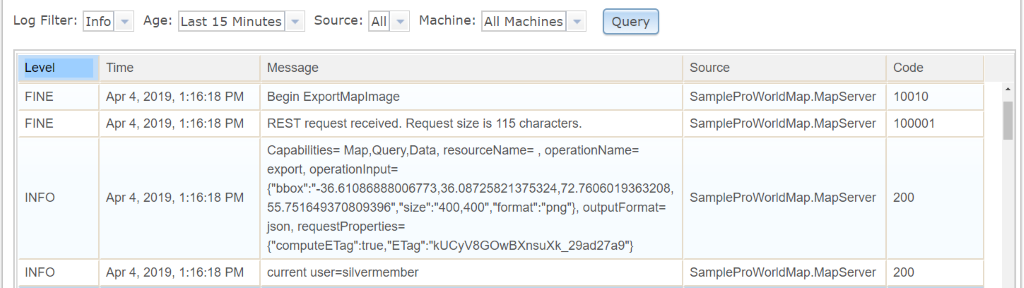 Log Filter: Info Age: Last 15 Minutes Source: All Machine: All Machines Query
Level Time Message Source Code
FINE Apr 4, 2019, 1:16:18 PM Begin ExportMapImage SampleProWorldMap.MapServer 10010
FINE Apr 4, 2019, 1:16:18 PM REST request received. Request size is 115 characters. SampleProWorldMap.MapServer 100001
Capabilities= Map,Query,Data, resourceName= , operationName=
export, operationInput=
{"bbox":"-36.61086888006773,36.08725821375324,72.7606019363208,
INFO Apr 4, 2019, 1:16:18 PM 55.751649370809396","size":"400,400","format":"png"}, outputFormat= SampleProWorldMap.MapServer 200
json, requestProperties=
{"computeETag":true,"ETag":"kUCyV8GOwBXnsuXk_29ad27a9"}
INFO Apr 4, 2019, 1:16:18 PM current user=silvermember SampleProWorldMap.MapServer 200